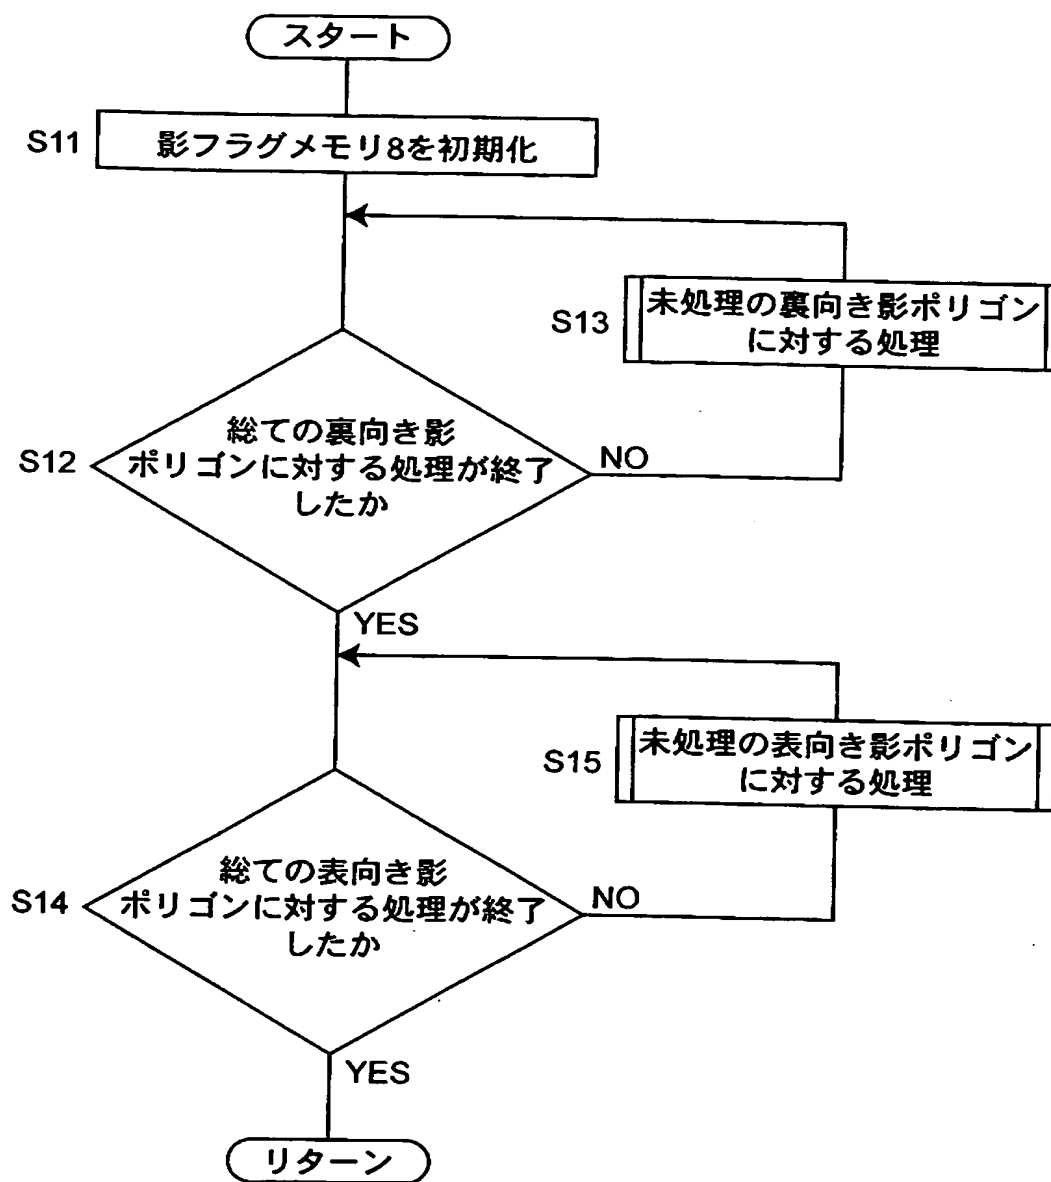 スタート
S11
影フラグメモリ8を初期化
S13
未処理の裏向き影ポリゴン
に対する処理
S12
総ての裏向き影
ポリゴンに対する処理が終了
したか
NO
YES
S15
未処理の表向き影ポリゴン
に対する処理
S14
総ての表向き影
ポリゴンに対する処理が終了
したか
NO
YES
リターン